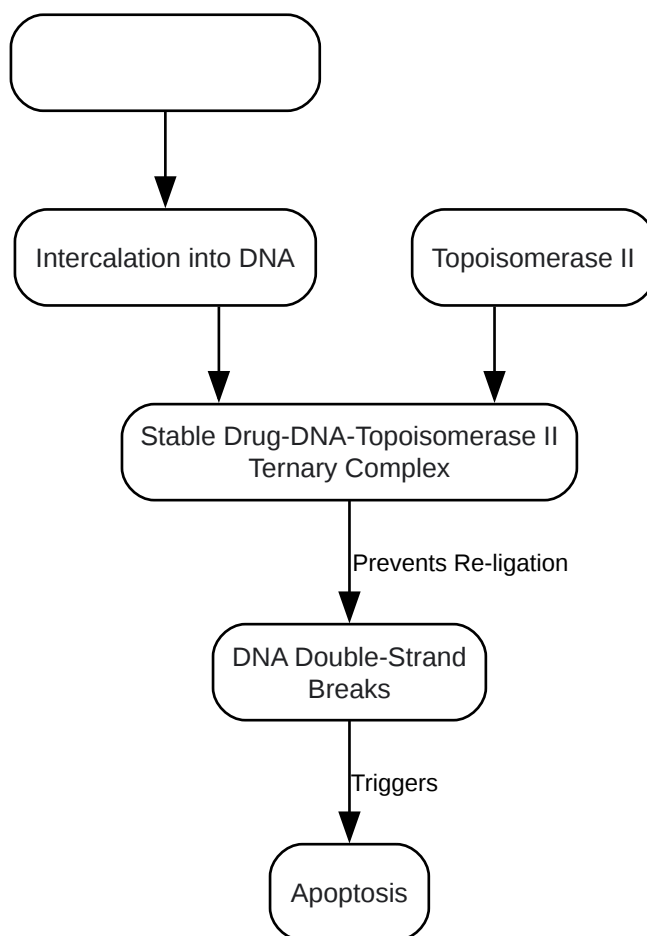 Intercalation into DNA
Topoisomerase II
Stable Drug-DNA-Topoisomerase II
Ternary Complex
Prevents Re-ligation
DNA Double-Strand
Breaks
Triggers
Apoptosis